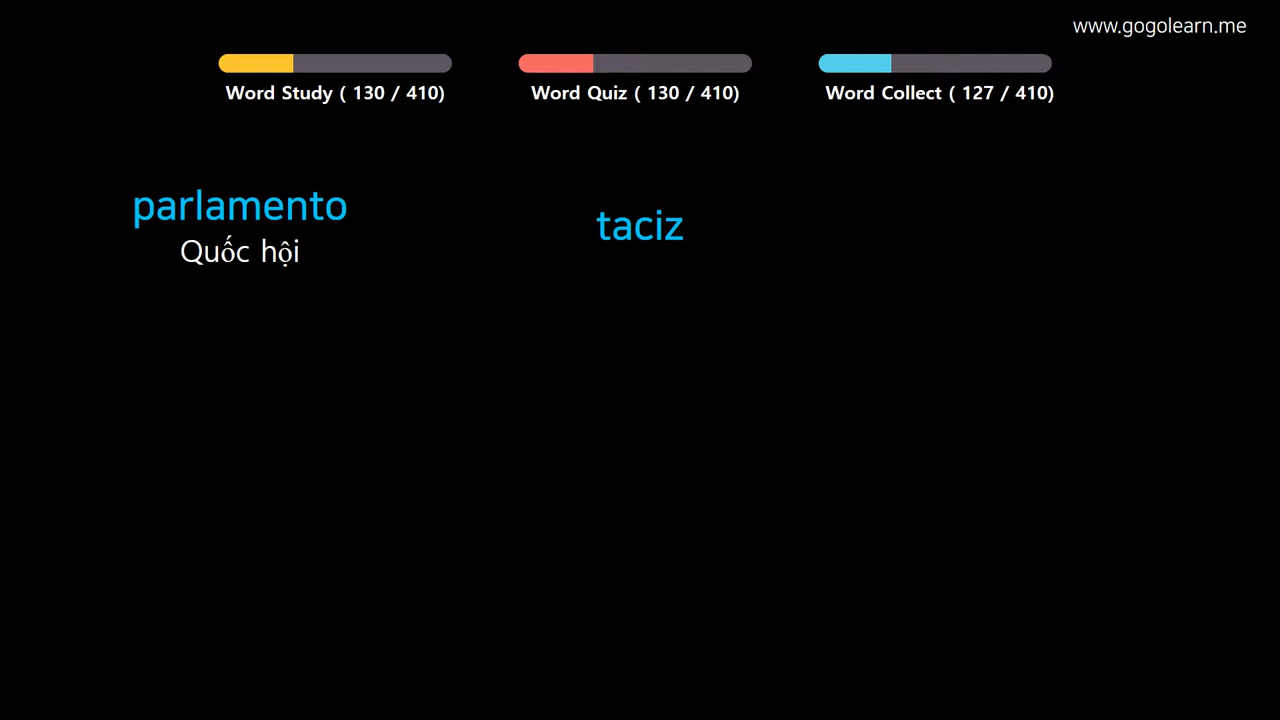 www.gogolearn.me
Word Study ( 130 / 410)
Word Quiz ( 130 / 410)
Word Collect ( 127 / 410)
parlamento
Quốc hội
taciz